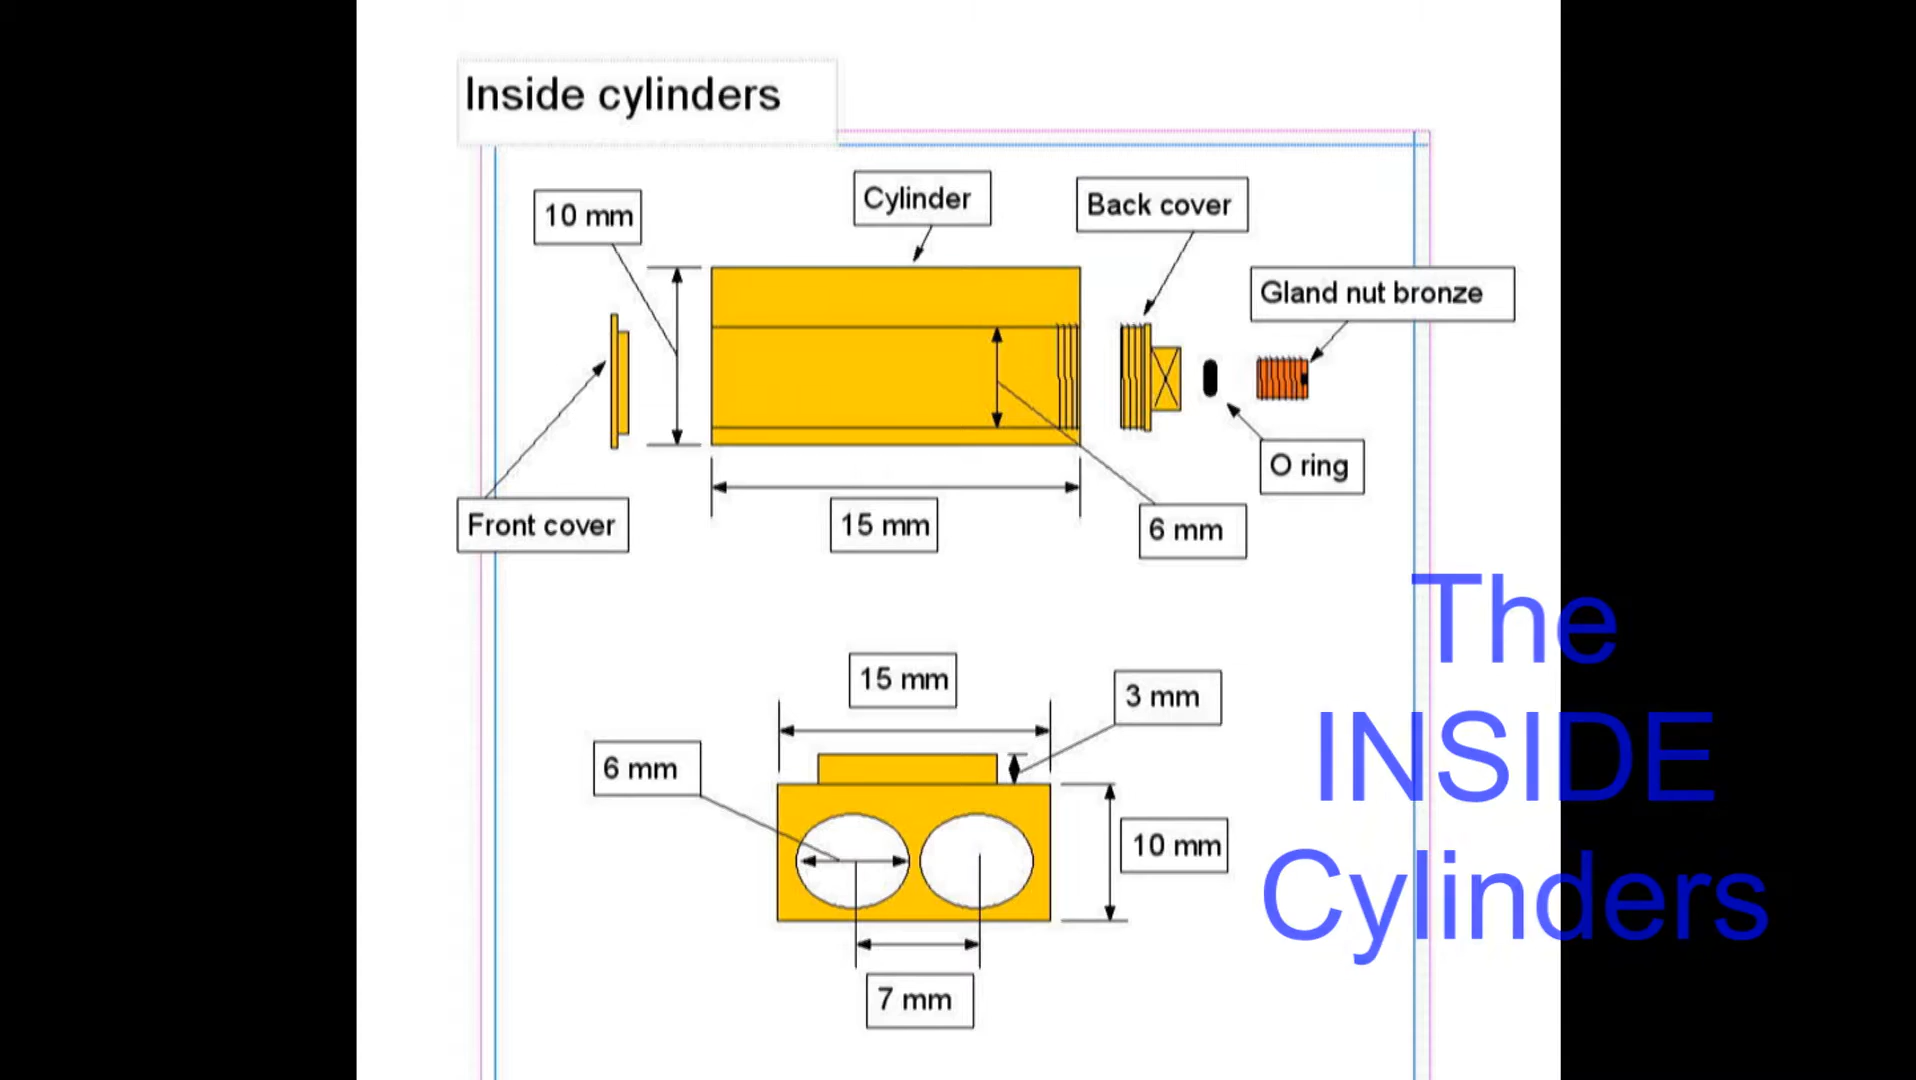 Inside cylinders
Cylinder
Back cover
10 mm
Gland nut bronze
O ring
Front cover
15 mm
6 mm
The
INSIDE
Cylinders
15 mm
3 mm
6 mm
10 mm
7 mm